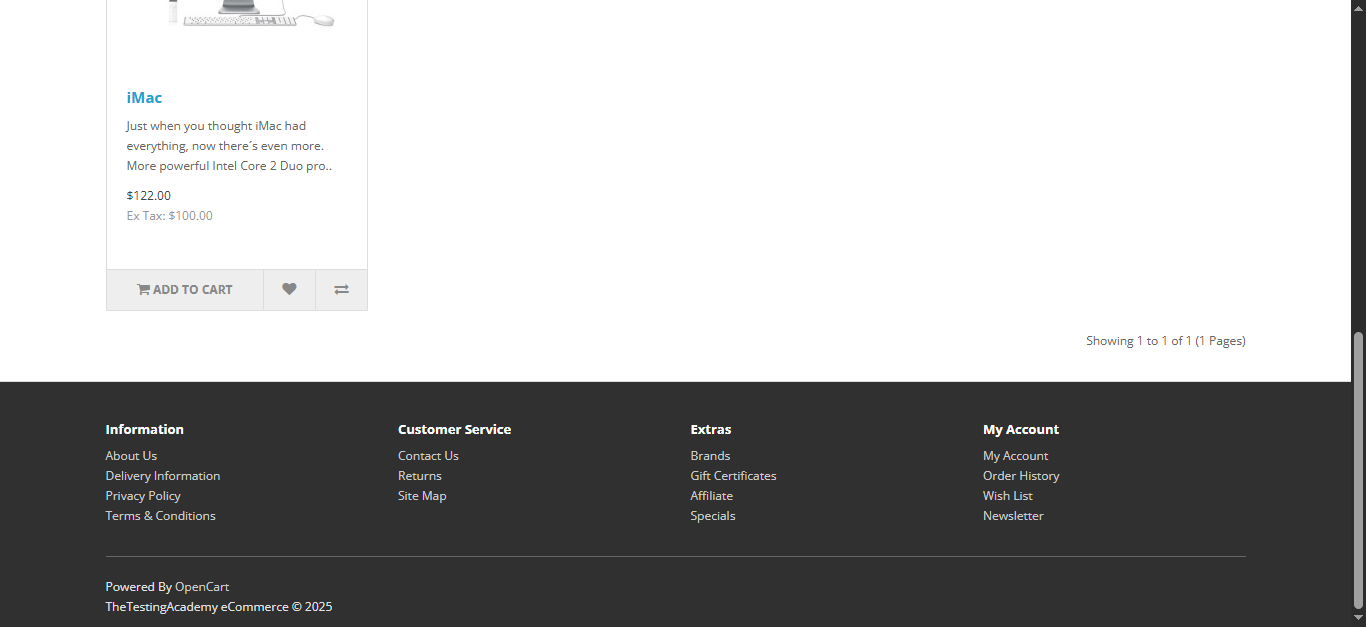 iMac
Just when you thought iMac had
everything, now there´s even more.
More powerful Intel Core 2 Duo pro..
$122.00
Ex Tax: $100.00
ADD TO CART
Showing 1 to 1 of 1 (1 Pages)
Information
About Us
Delivery Information
Privacy Policy
Terms & Conditions
Customer Service
Contact Us
Returns
Site Map
Extras
Brands
Gift Certificates
Affiliate
Specials
My Account
My Account
Order History
Wish List
Newsletter
Powered By OpenCart
TheTestingAcademy eCommerce © 2025